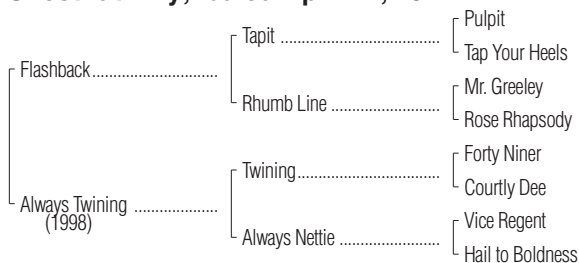 Pulpit
Tapit
Tap Your Heels
Flashback
Mr. Greeley
Rhumb Line
Rose Rhapsody
Forty Niner
Twining
Courtly Dee
Always Twining
(1998)
Vice Regent
Always Nettie
Hail to Boldness